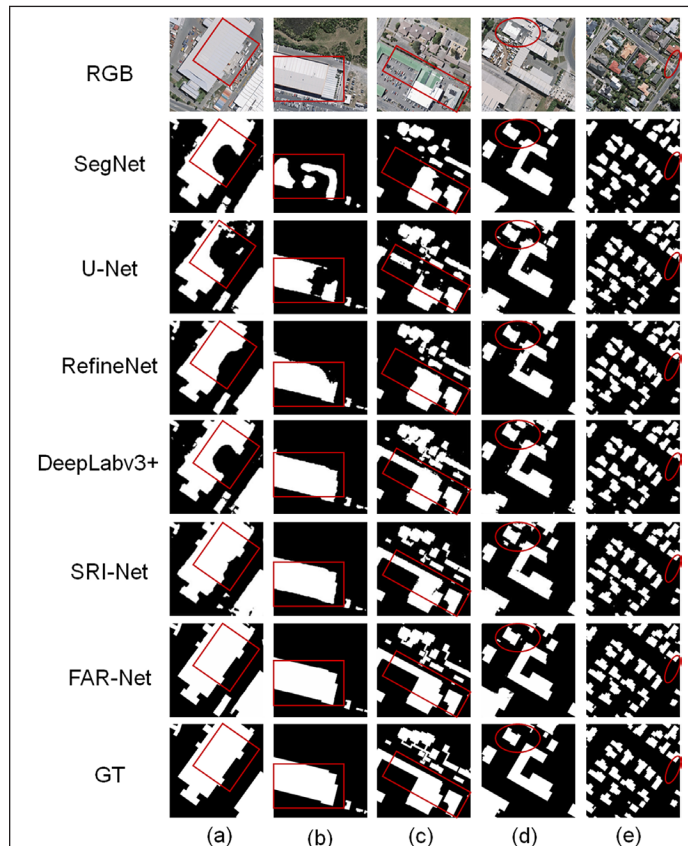 RGB
SegNet
U-Net
RefineNet
DeepLabv3+
SRI-Net
FAR-Net
GT
(a) (b) (c) (d) (e)